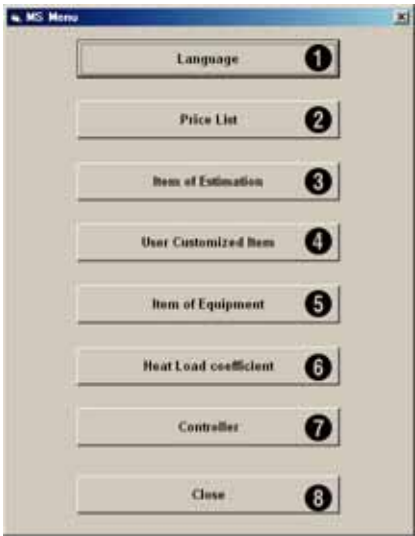 MS Menu
Language 1
Price List 2
Item of Estimation 3
User Customized Item 4
Item of Equipment 5
Heat Load coefficient 6
Controller 7
Close 8